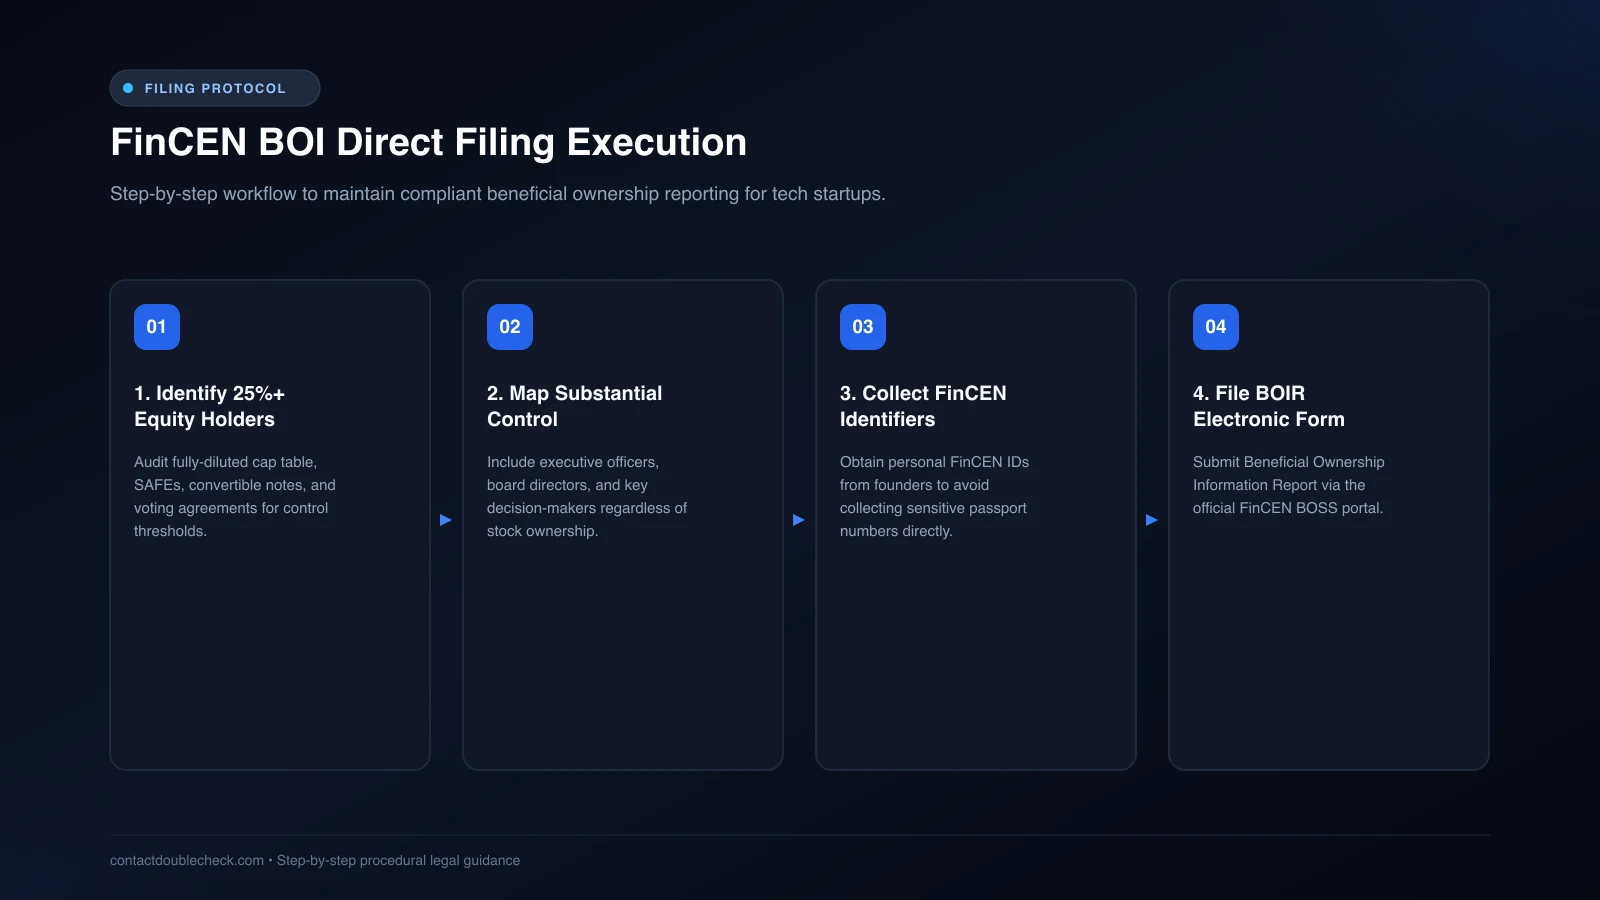 FILING PROTOCOL
FinCEN BOI Direct Filing Execution
Step-by-step workflow to maintain compliant beneficial ownership reporting for tech startups.
01
1. Identify 25%+
Equity Holders
Audit fully-diluted cap table,
SAFEs, convertible notes, and
voting agreements for control
thresholds.
02
2. Map Substantial
Control
Include executive officers,
board directors, and key
decision-makers regardless of
stock ownership.
03
3. Collect FinCEN
Identifiers
Obtain personal FinCEN IDs
from founders to avoid
collecting sensitive passport
numbers directly.
04
4. File BOIR
Electronic Form
Submit Beneficial Ownership
Information Report via the
official FinCEN BOSS portal.
contactdoublecheck.com • Step-by-step procedural legal guidance